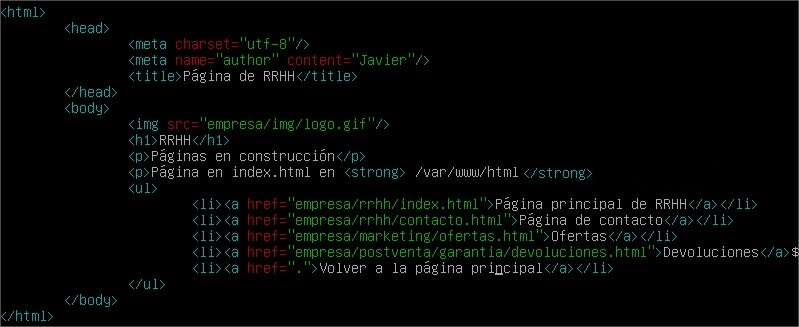 <html>
<head>
<meta charset="utf-8"/>
<meta name="author" content="Javier"/>
<title>Página de RRHH</title>
</head>
<body>
<img src="empresa/img/logo.gif"/>
<h1>RRHH</h1>
<p>Páginas en construcción</p>
<p>Página en index.html en <strong> /var/www/html </strong>
<ul>
<li><a href="empresa/rrhh/index.html">Página principal de RRHH</a></li>
<li><a href="empresa/rrhh/contacto.html">Página de contacto</a></li>
<li><a href="empresa/marketing/ofertas.html">Ofertas</a></li>
<li><a href="empresa/postventa/garantia/devoluciones.html">Devoluciones</a>$
<li><a href=".">Volver a la página principal</a></li>
</ul>
</body>
</html>